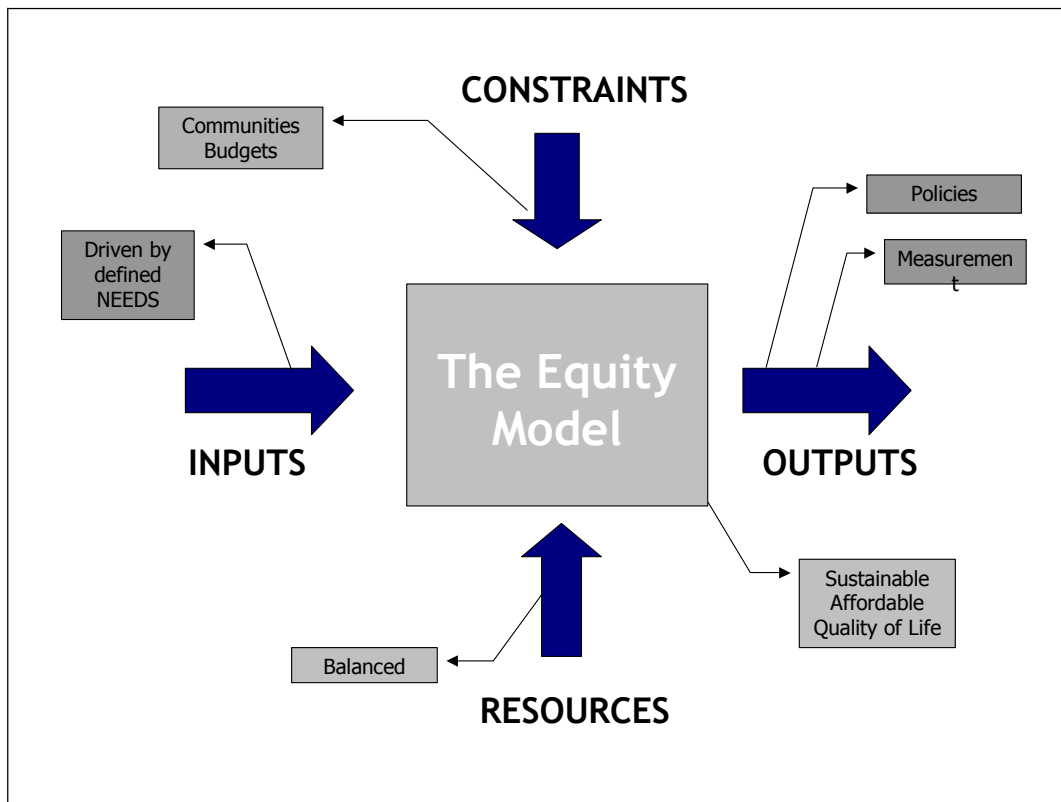 CONSTRAINTS
Communities
Budgets
Policies
Driven by
defined
NEEDS
Measuremen
t
The Equity
Model
INPUTS
OUTPUTS
Sustainable
Affordable
Quality of Life
Balanced
RESOURCES